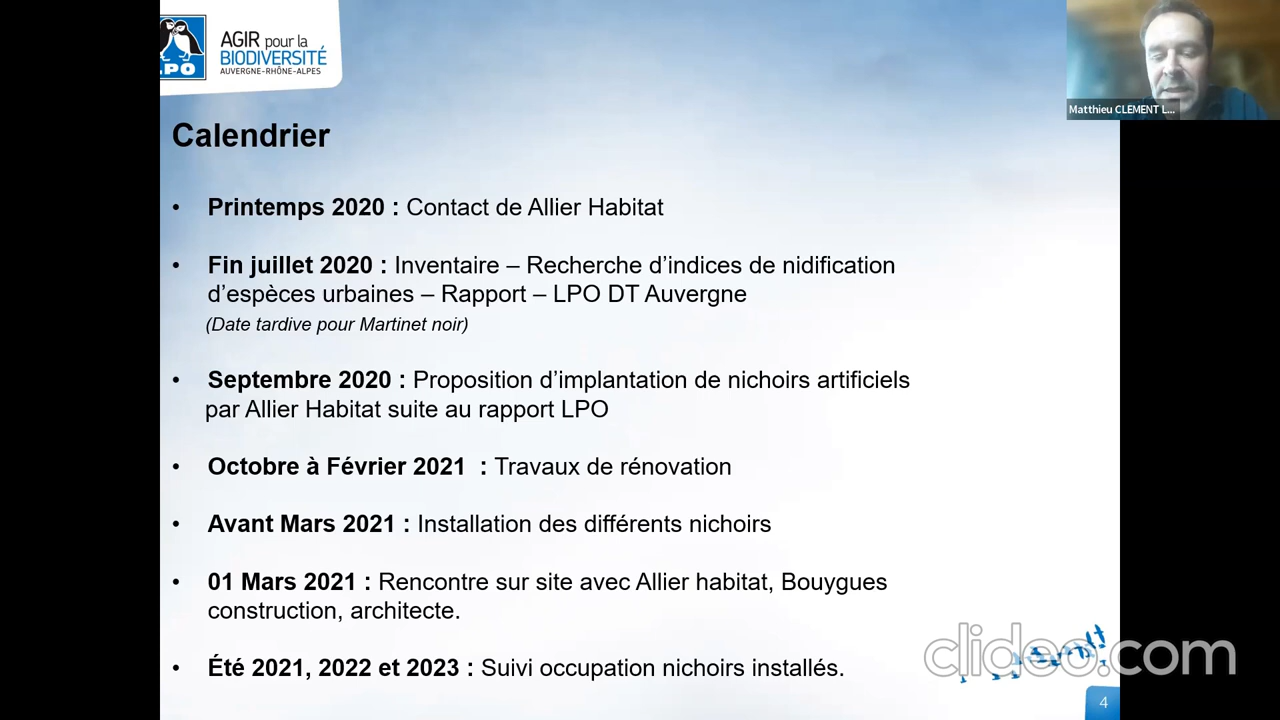 LPO
AGIR pour la
BIODIVERSITÉ
AUVERGNE-RHÔNE-ALPES
Matthieu CLEMENT L...
Calendrier
• Printemps 2020 : Contact de Allier Habitat
• Fin juillet 2020 : Inventaire – Recherche d’indices de nidification
d’espèces urbaines – Rapport – LPO DT Auvergne
(Date tardive pour Martinet noir)
• Septembre 2020 : Proposition d’implantation de nichoirs artificiels
par Allier Habitat suite au rapport LPO
• Octobre à Février 2021 : Travaux de rénovation
• Avant Mars 2021 : Installation des différents nichoirs
• 01 Mars 2021 : Rencontre sur site avec Allier habitat, Bouygues
construction, architecte.
• Été 2021, 2022 et 2023 : Suivi occupation nichoirs installés.
clideo.com
4